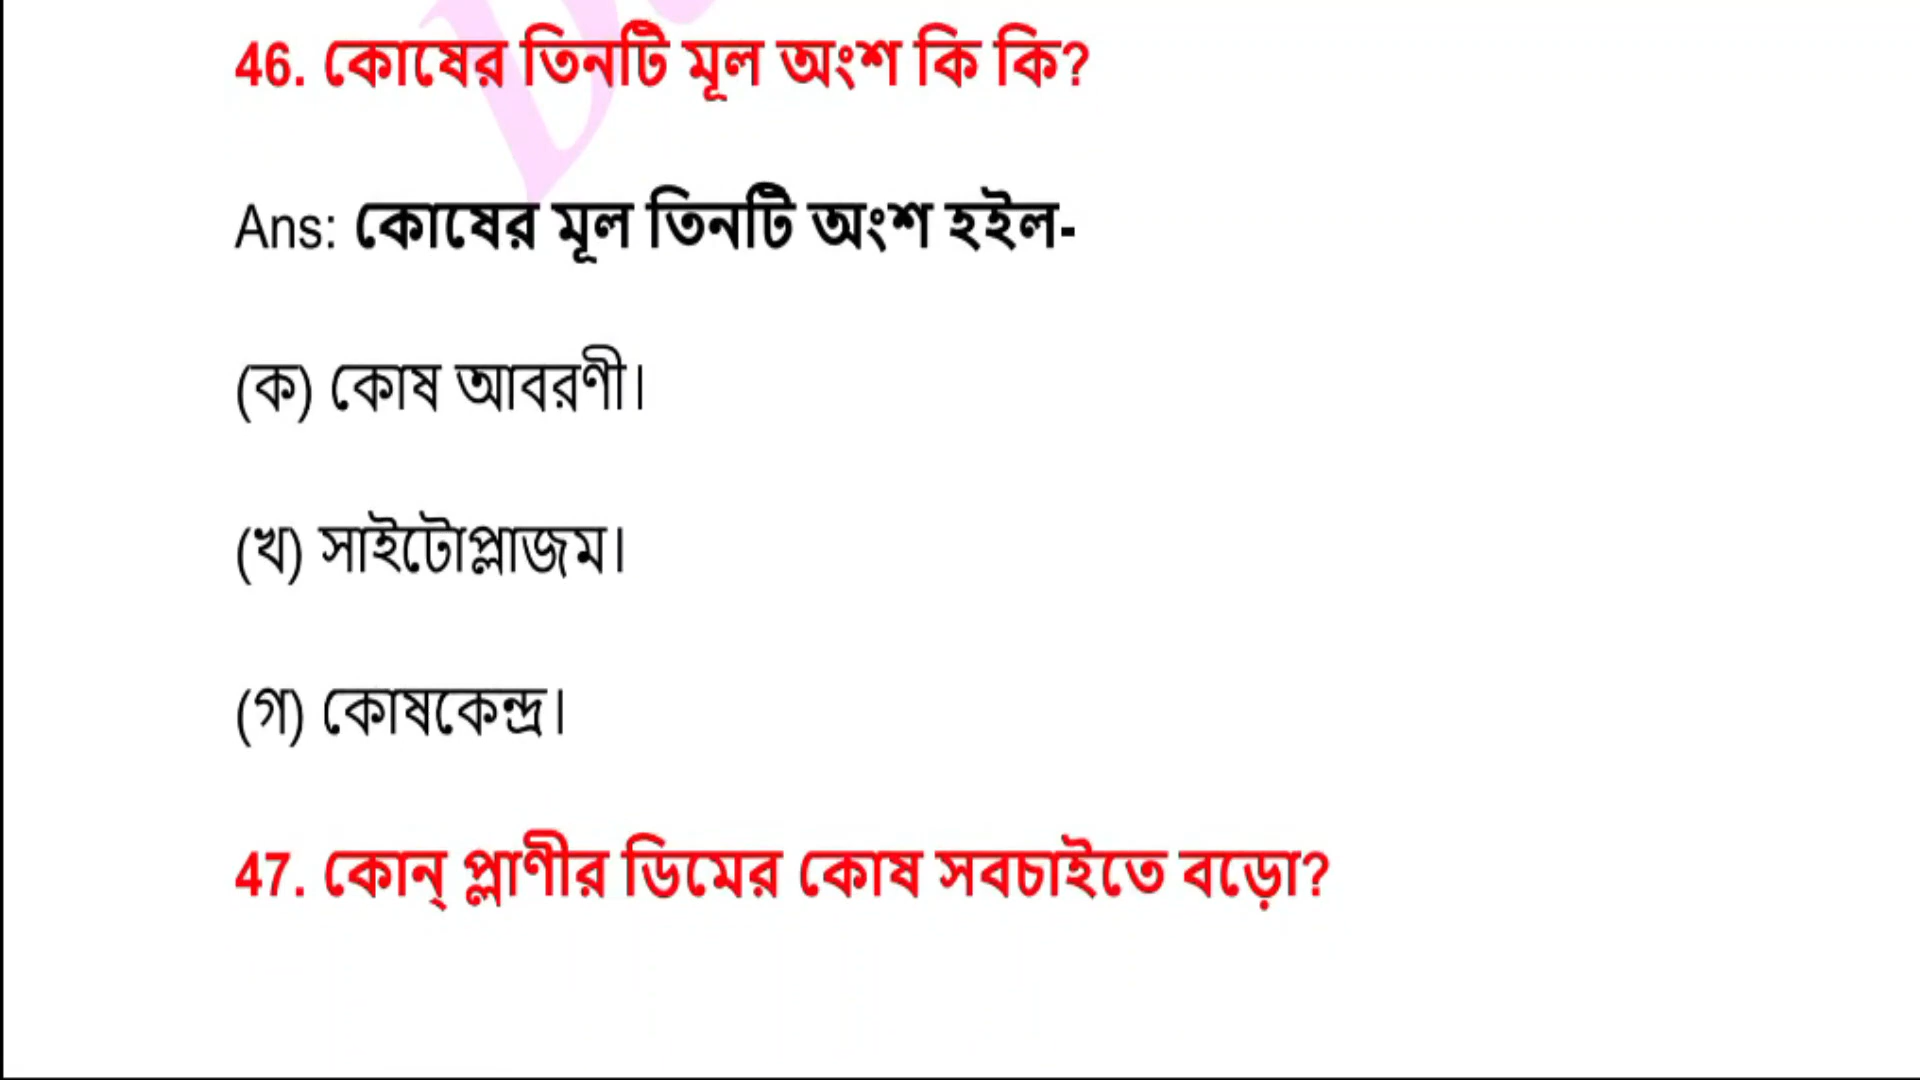 46. কোষের তিনটি মূল অংশ কি কি?
Ans: কোষের মূল তিনটি অংশ হইল-
(ক) কোষ আবরণী।
(খ) সাইটোপ্লাজম।
(গ) কোষকেন্দ্র।
47. কোন্ প্লাণীর ডিমের কোষ সবচাইতে বড়ো?